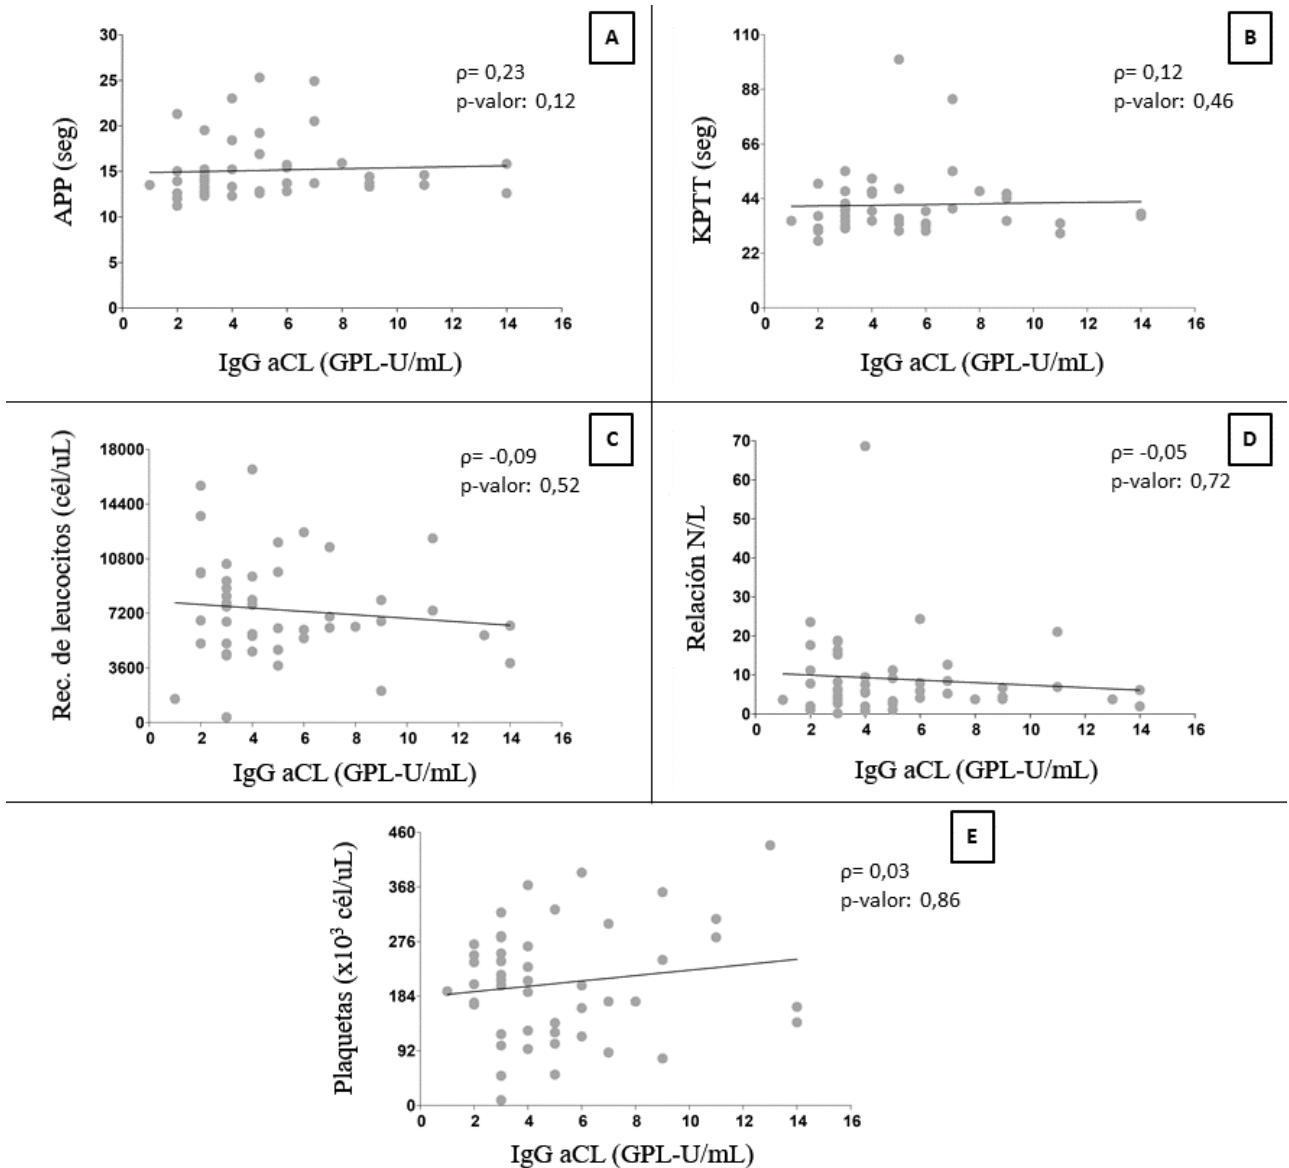 A
ρ= 0,23
p-valor: 0,12
APP (seg)
30
25
20
15
10
5
0
0 2 4 6 8 10 12 14 16
IgG aCL (GPL-U/mL)
B
ρ= 0,12
p-valor: 0,46
KPTT (seg)
110
88
66
44
22
0
0 2 4 6 8 10 12 14 16
IgG aCL (GPL-U/mL)
C
ρ= -0,09
p-valor: 0,52
Rec. de leucocitos (cél/uL)
18000
14400
10800
7200
3600
0
0 2 4 6 8 10 12 14 16
IgG aCL (GPL-U/mL)
D
ρ= -0,05
p-valor: 0,72
Relación N/L
70
60
50
40
30
20
10
0
0 2 4 6 8 10 12 14 16
IgG aCL (GPL-U/mL)
E
ρ= 0,03
p-valor: 0,86
Plaquetas (x10³ cél/uL)
460
368
276
184
92
0
0 2 4 6 8 10 12 14 16
IgG aCL (GPL-U/mL)